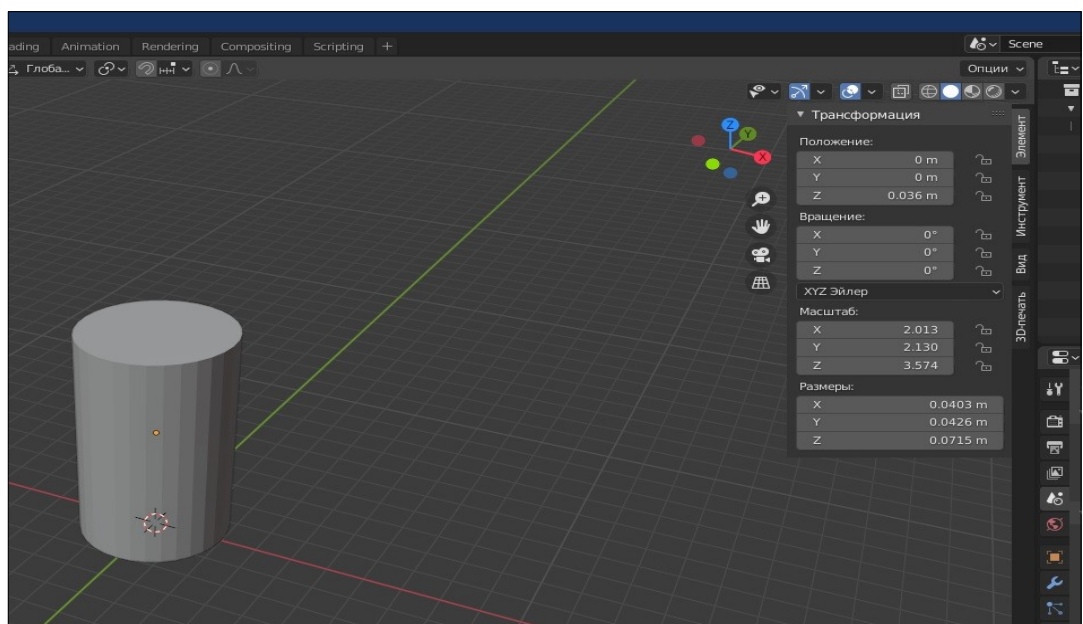 ading Animation Rendering Compositing Scripting + Scene
Глоба... Опции
Трансформация
Положение:
X 0 m
Y 0 m
Z 0.036 m
Вращение:
X 0°
Y 0°
Z 0°
XYZ Эйлер
Масштаб:
X 2.013
Y 2.130
Z 3.574
Размеры:
X 0.0403 m
Y 0.0426 m
Z 0.0715 m
Элемент
Инструмент
Вид
3D-печать
Z
Y
X